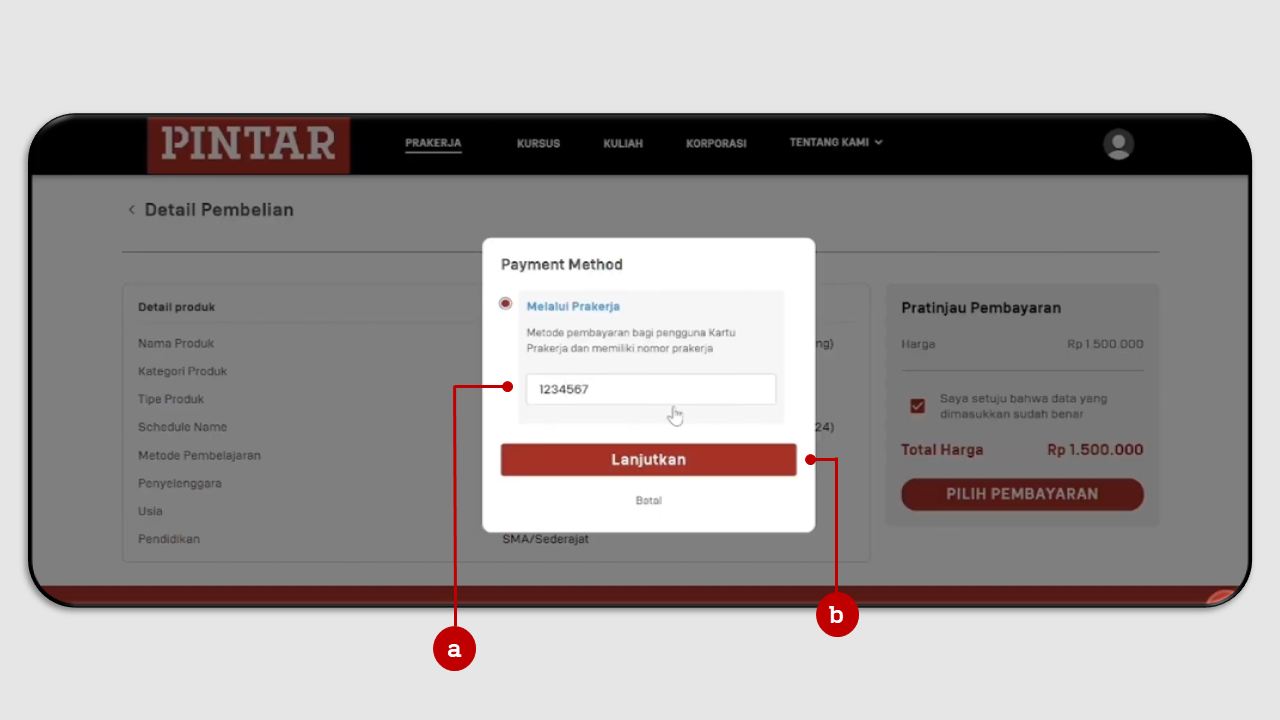 PINTAR
PRAKERJA
KURSUS
KULIAH
KORPORASI
TENTANG KAMI
Detail Pembelian
Payment Method
Melalui Prakerja
Metode pembayaran bagi pengguna Kartu
Prakerja dan memiliki nomor prakerja
1234567
Lanjutkan
Batal
Detail produk
Nama Produk
ng)
Kategori Produk
Tipe Produk
Schedule Name
24)
Metode Pembelajaran
Penyelenggara
Usia
Pendidikan
SMA/Sederajat
Pratinjau Pembayaran
Harga
Rp 1.500.000
Saya setuju bahwa data yang
dimasukkan sudah benar
Total Harga
Rp 1.500.000
PILIH PEMBAYARAN
a
b